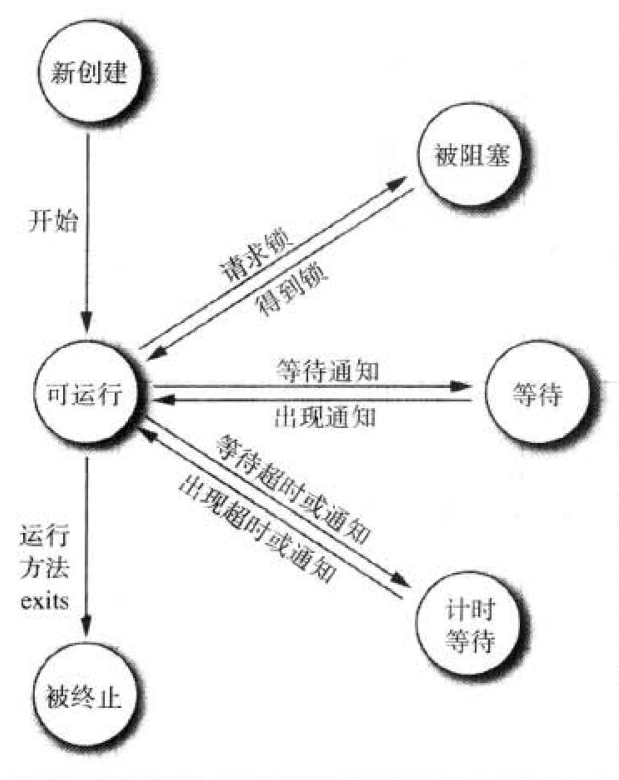 新创建
被阻塞
开始
请求锁
得到锁
可运行
等待通知
出现通知
等待
等待超时或通知
出现超时或通知
运行
方法
exits
计时
等待
被终止